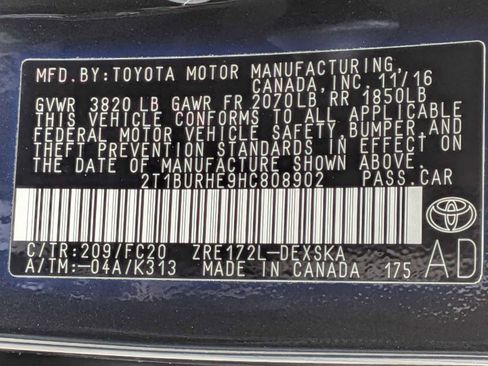 MFD.BY:TOYOTA MOTOR MANUFACTURING
CANADA,INC. 11/16
GVWR 3820 LB GAWR FR 2070LB RR 1850LB
THIS VEHICLE CONFORMS TO ALL APPLICABLE
FEDERAL MOTOR VEHICLE SAFETY,BUMPER,AND
THEFT PREVENTION STANDARDS IN EFFECT ON
THE DATE OF MANUFACTURE SHOWN ABOVE.
2T1BURHE9HC808902 PASS.CAR
C/TR:209/FC20 ZRE172L-DEXSKA
A/TM:-04A/K313 MADE IN CANADA 175
AD